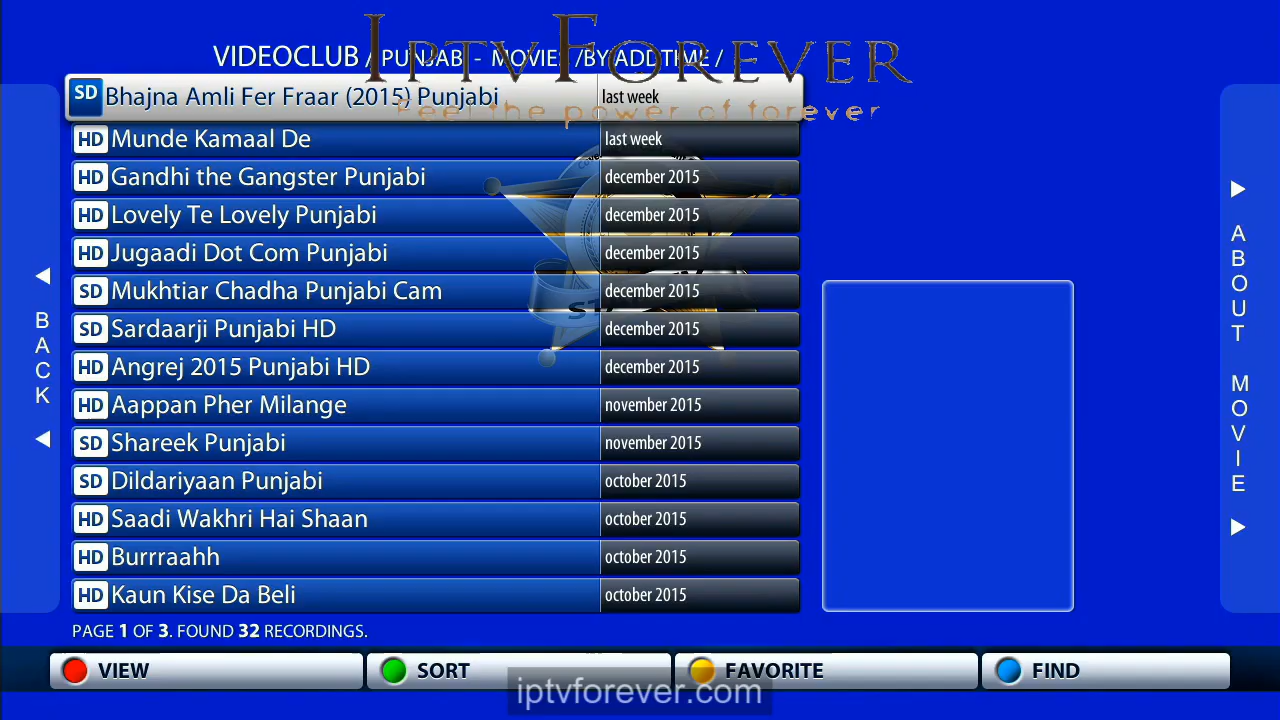 IptvForever
VIDEOCLUB / PUNJABI - MOVIES /BY ADDTIME /
Feel the power of forever
SD Bhajna Amli Fer Fraar (2015) Punjabi last week
HD Munde Kamaal De last week
HD Gandhi the Gangster Punjabi december 2015
HD Lovely Te Lovely Punjabi december 2015
HD Jugaadi Dot Com Punjabi december 2015
SD Mukhtiar Chadha Punjabi Cam december 2015
SD Sardaarji Punjabi HD december 2015
HD Angrej 2015 Punjabi HD december 2015
HD Aappan Pher Milange november 2015
SD Shareek Punjabi november 2015
SD Dildariyaan Punjabi october 2015
HD Saadi Wakhri Hai Shaan october 2015
HD Burrraahh october 2015
HD Kaun Kise Da Beli october 2015
BACK
ABOUT MOVIE
PAGE 1 OF 3. FOUND 32 RECORDINGS.
VIEW SORT FAVORITE FIND
iptvforever.com